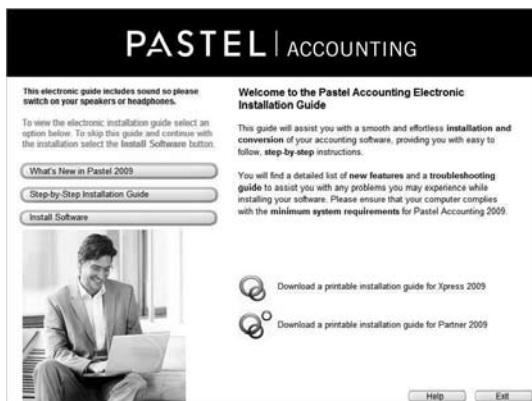 PASTEL ACCOUNTING
This electronic guide includes sound so please
switch on your speakers or headphones.
To view the electronic installation guide select an
option below. To skip this guide and continue with
the installation select the Install Software button.
What's New in Pastel 2009
Step-by-Step Installation Guide
Install Software
Welcome to the Pastel Accounting Electronic
Installation Guide
This guide will assist you with a smooth and effortless installation and
conversion of your accounting software, providing you with easy to
follow, step-by-step instructions.
You will find a detailed list of new features and a troubleshooting
guide to assist you with any problems you may experience while
installing your software. Please ensure that your computer complies
with the minimum system requirements for Pastel Accounting 2009.
Download a printable installation guide for Xpress 2009
Download a printable installation guide for Partner 2009
Help
Exit